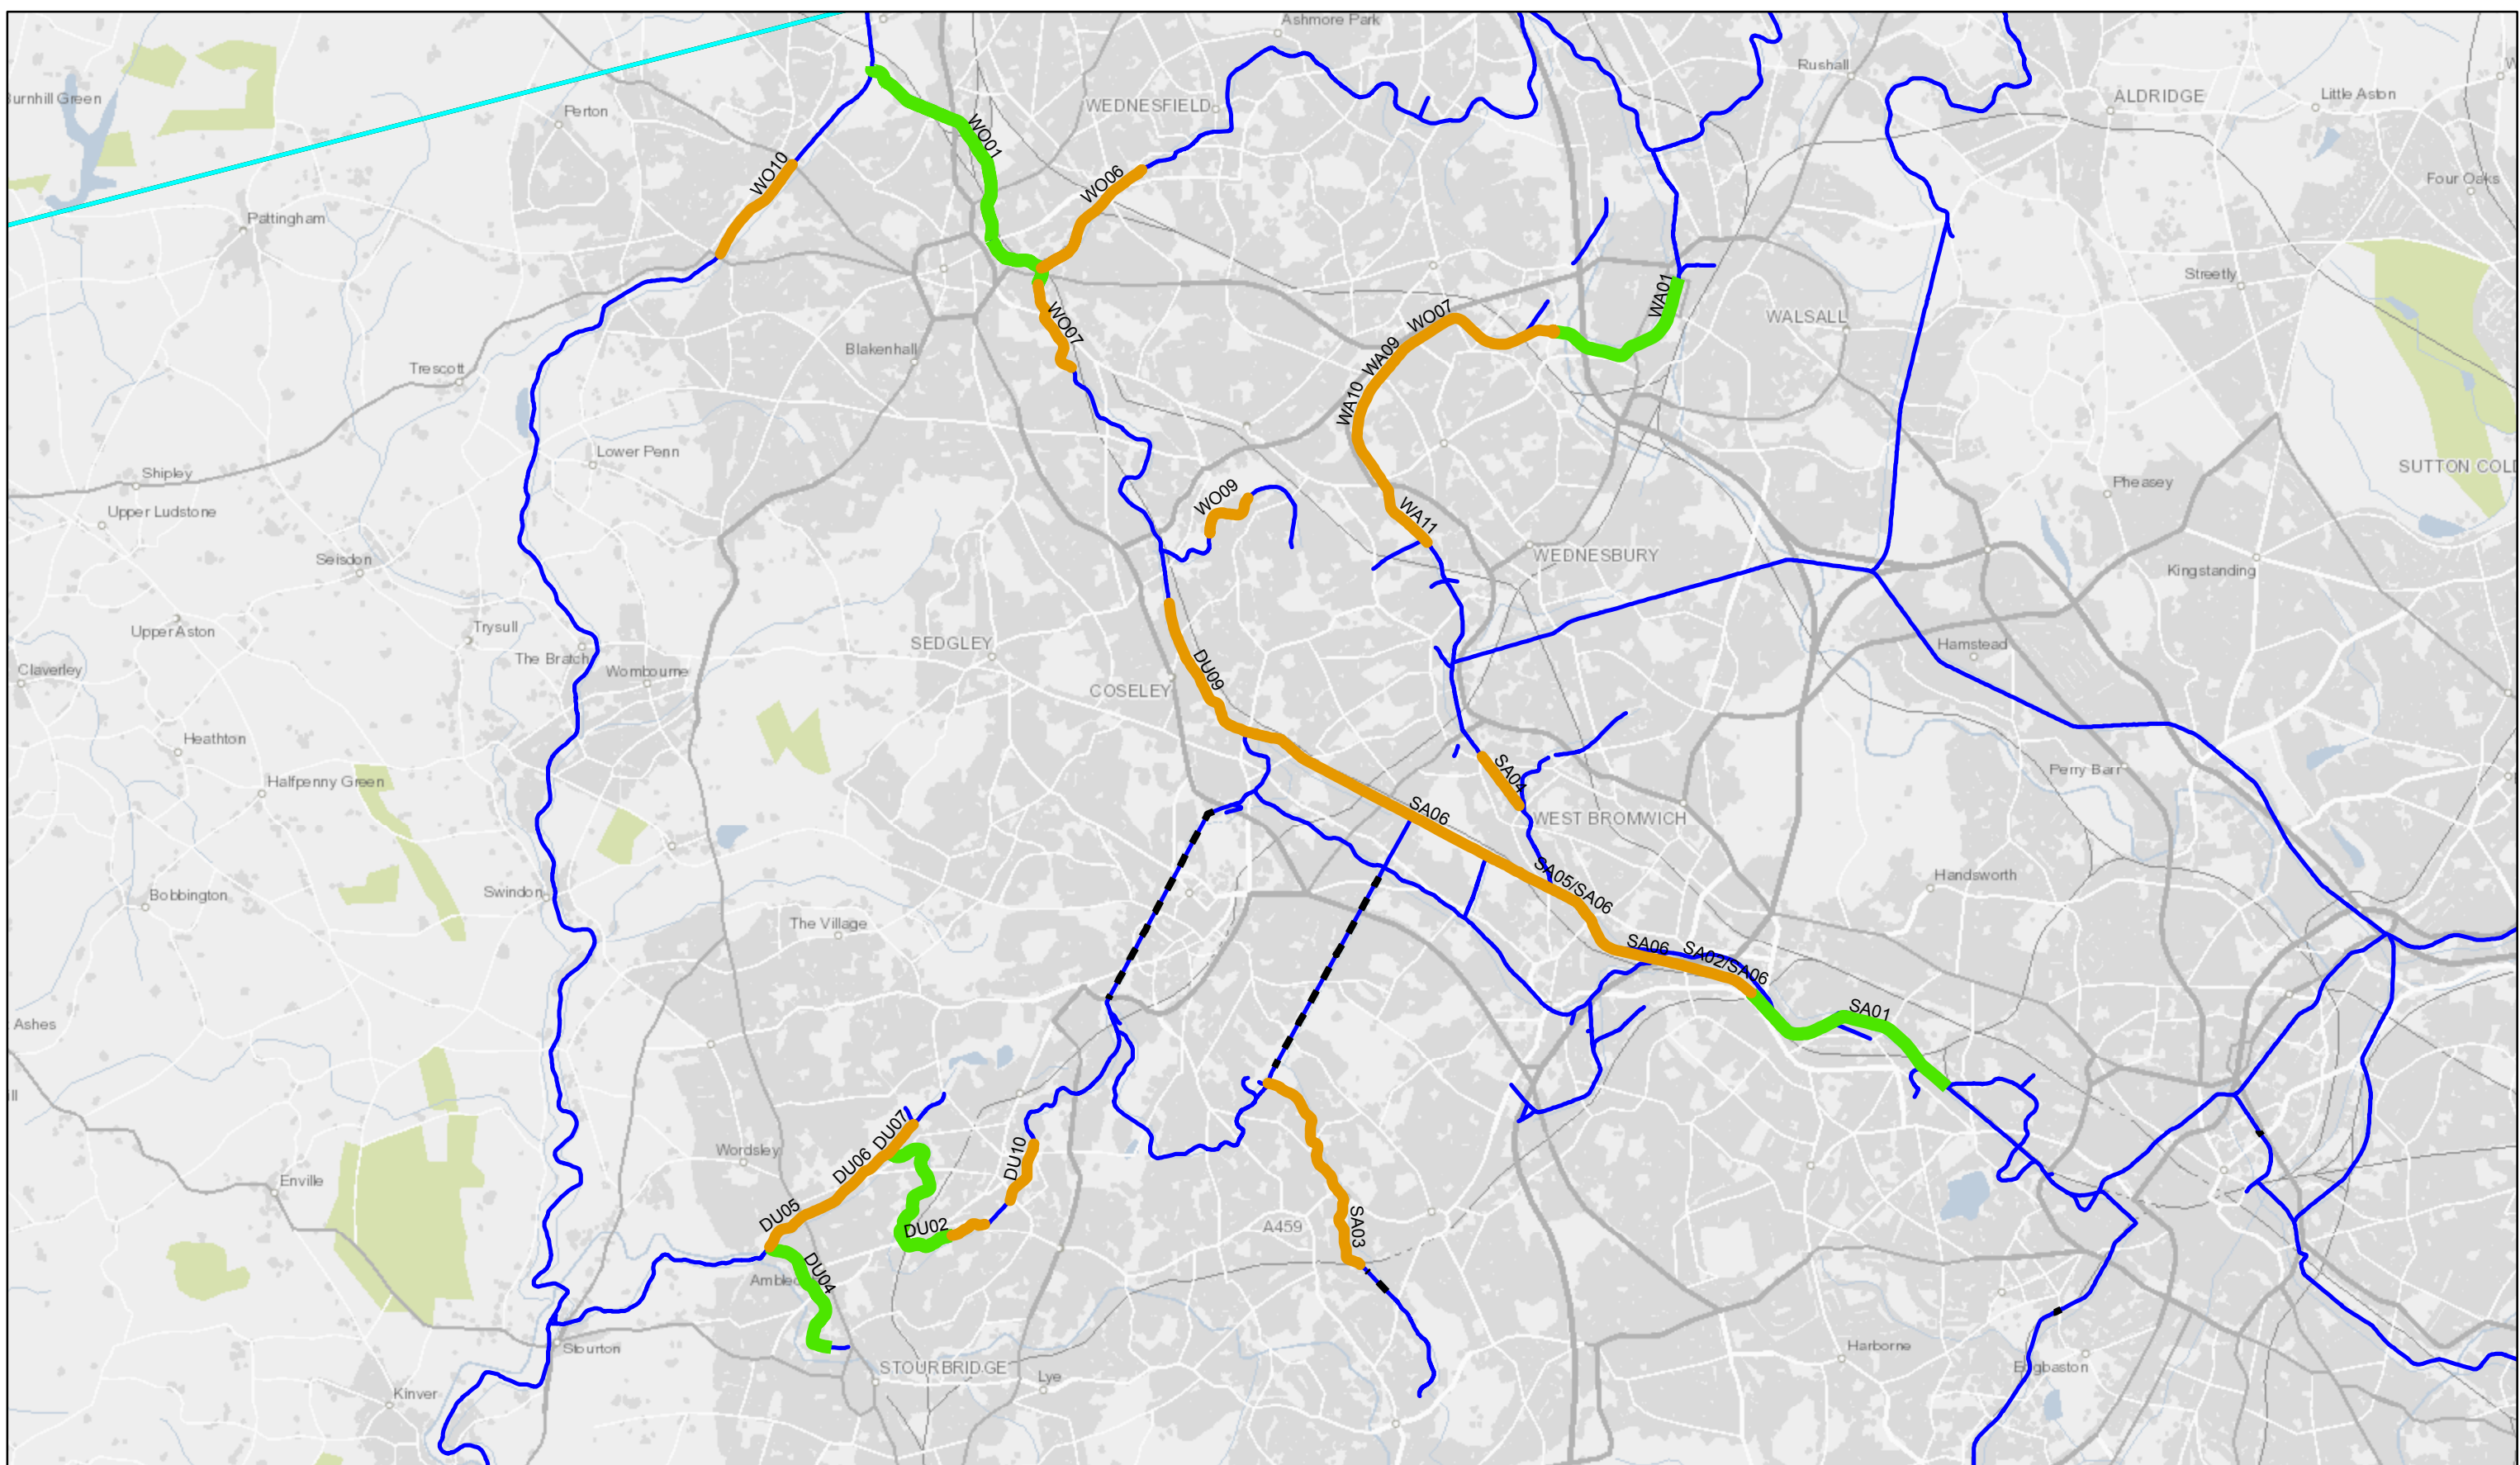 Ashmore Park
Rushall
Burnhill Green
Perton
WEDNESFIELD
ALDRIDGE
Little Aston
WO01
WO10
WO06
Four Oaks
Pattingham
Streetly
WA01
WO07
WO07
WALSALL
Blakenhall
WA09
Trescott
WA10
Lower Penn
Shipley
SUTTON COLD
Pheasey
WO09
Upper Ludstone
WA11
Seisdon
WEDNESBURY
Kingstanding
Upper Aston
Trysull
SEDGLEY
Hamstead
The Bratch
Claverley
Wombourne
DU09
COSELEY
Heathton
Perry Barr
Halfpenny Green
SA04
SA06
WEST BROMWICH
Handsworth
SA05/SA06
Swindon
Bobbington
The Village
SA06
SA02/SA06
SA01
Ashes
ill
DU07
Wordsley
DU06
DU10
Enville
DU05
DU02
A459
SA03
DU04
Amblec
Stourton
Harborne
Edgbaston
STOURBRIDGE
Lye
Kinver